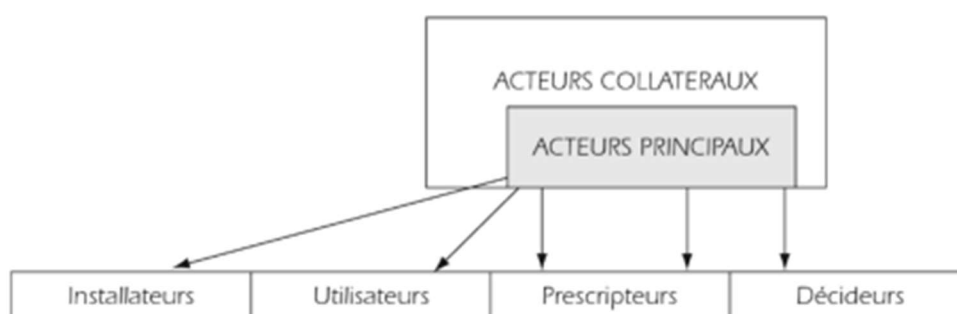 ACTEURS COLLATERAUX
ACTEURS PRINCIPAUX
Installateurs Utilisateurs Prescripteurs Décideurs